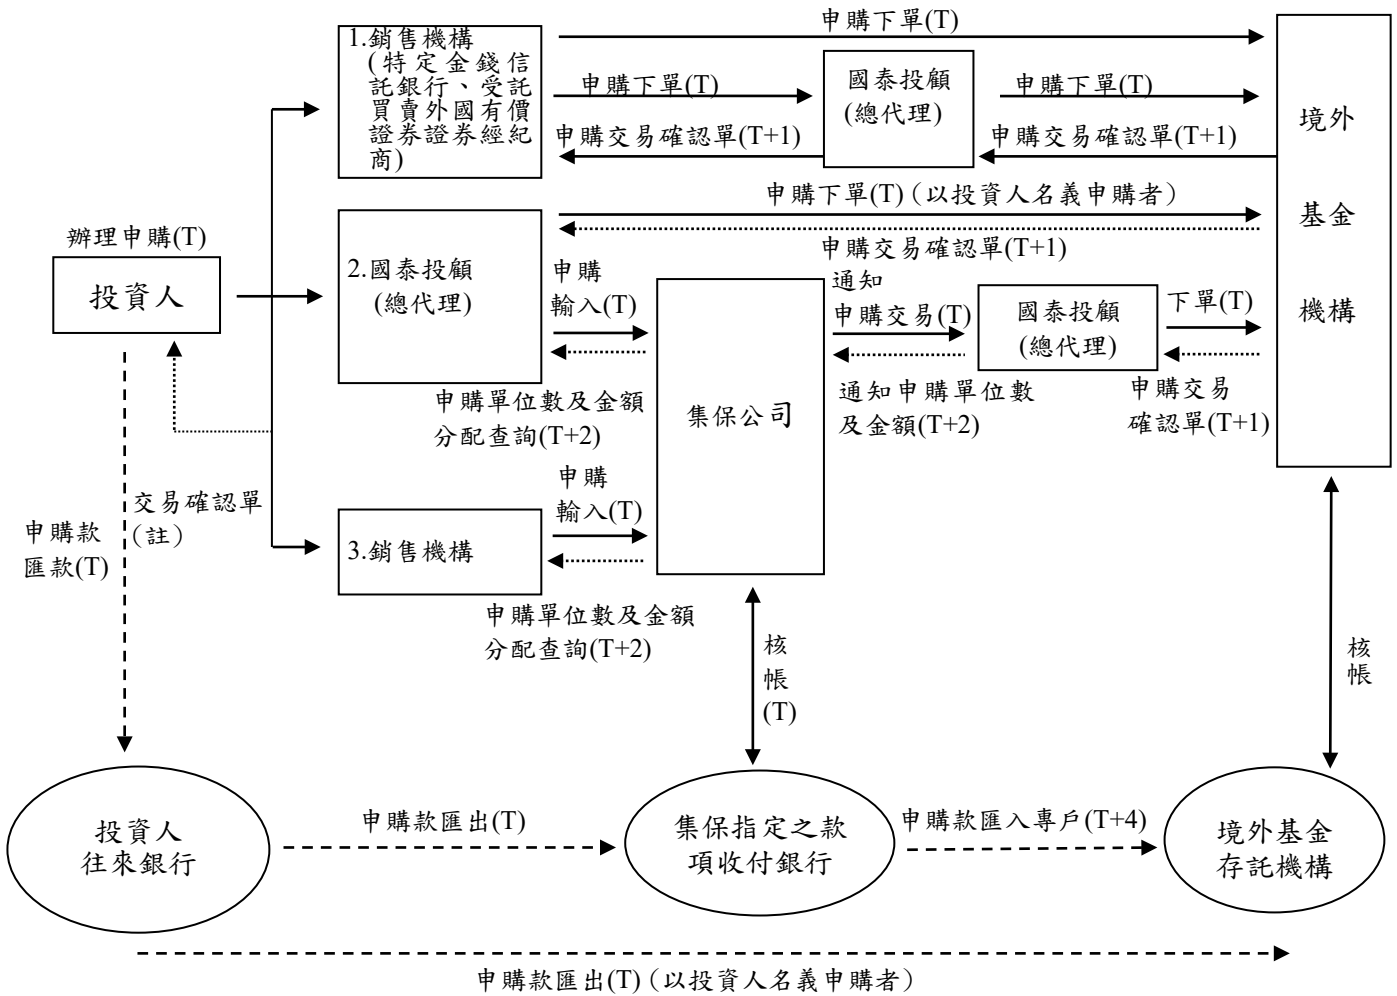 申購下單(T)
1.銷售機構
(特定金錢信
託銀行、受託
買賣外國有價
證券證券經紀
商)
申購下單(T)
國泰投顧
(總代理)
申購下單(T)
申購交易確認單(T+1)
申購交易確認單(T+1)
境外
基金
機構
申購下單(T)（以投資人名義申購者）
申購交易確認單(T+1)
辦理申購(T)
投資人
2.國泰投顧
(總代理)
申購
輸入(T)
通知
申購交易(T)
國泰投顧
(總代理)
下單(T)
申購單位數及金額
分配查詢(T+2)
集保公司
通知申購單位數
及金額(T+2)
申購交易
確認單(T+1)
申購款
匯款(T)
交易確認單
（註）
3.銷售機構
申購
輸入(T)
申購單位數及金額
分配查詢(T+2)
核
帳
(T)
核
帳
投資人
往來銀行
申購款匯出(T)
集保指定之款
項收付銀行
申購款匯入專戶(T+4)
境外基金
存託機構
申購款匯出(T)（以投資人名義申購者）